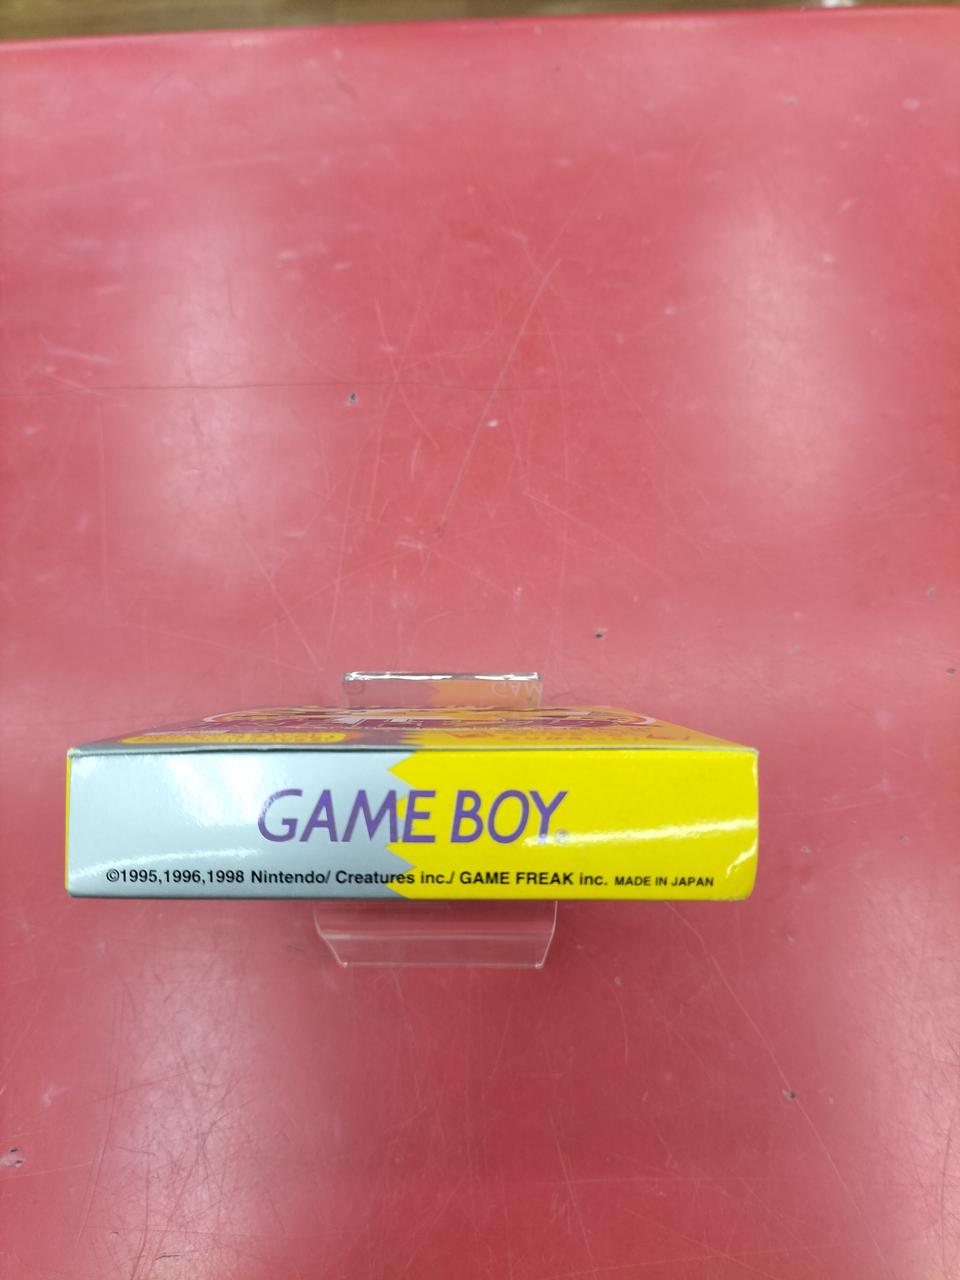 GAME BOY®
©1995,1996,1998 Nintendo/ Creatures inc./ GAME FREAK inc. MADE IN JAPAN